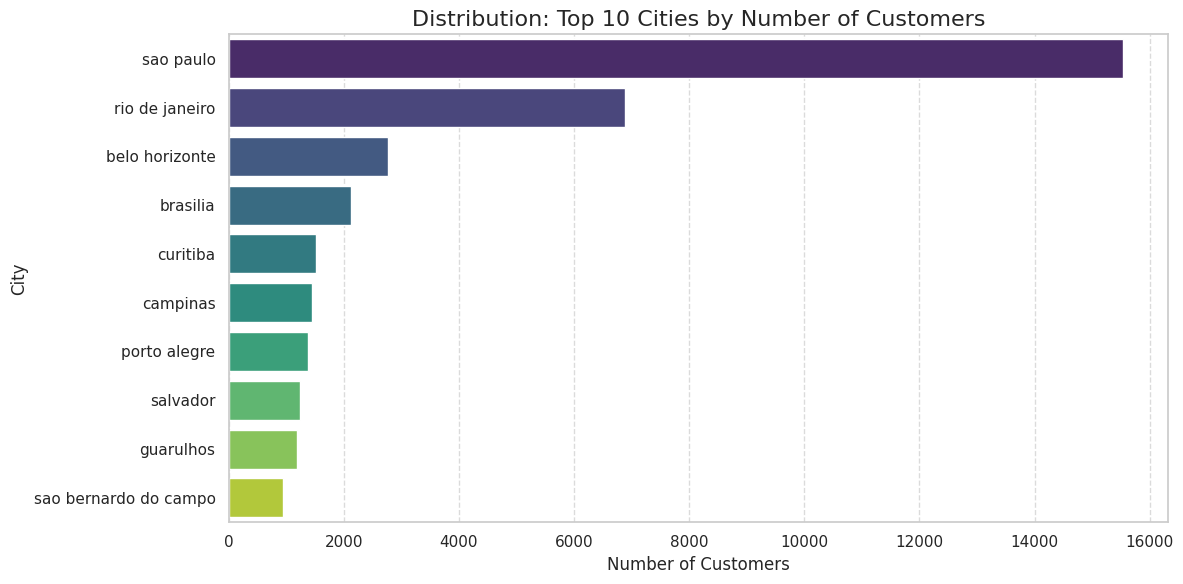 Distribution: Top 10 Cities by Number of Customers
City
sao paulo
rio de janeiro
belo horizonte
brasilia
curitiba
campinas
porto alegre
salvador
guarulhos
sao bernardo do campo
0 2000 4000 6000 8000 10000 12000 14000 16000
Number of Customers